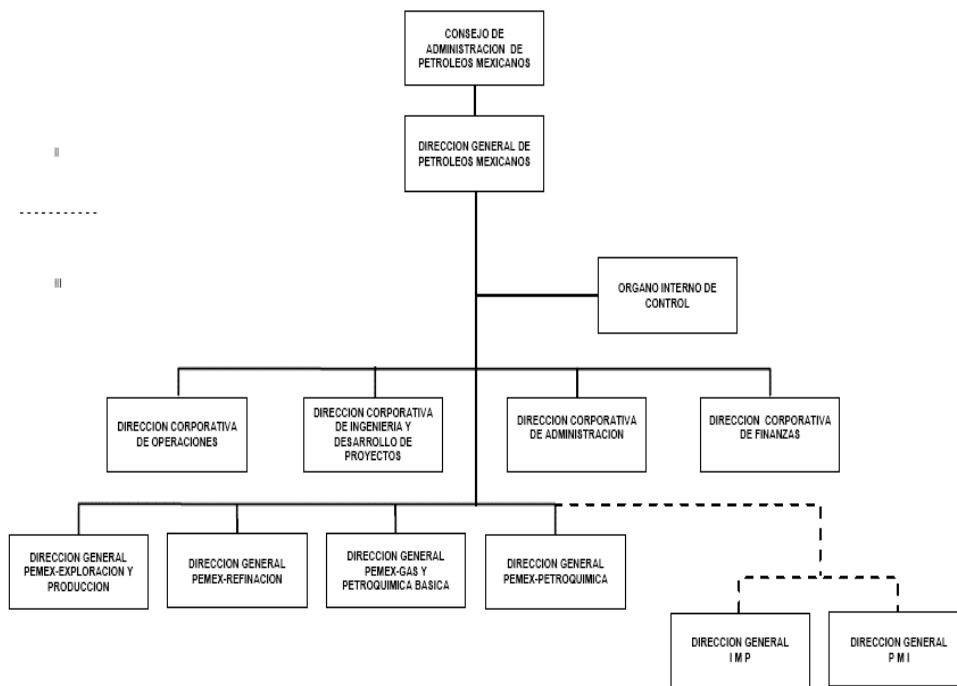 CONSEJO DE
ADMINISTRACION DE
PETROLEOS MEXICANOS
DIRECCION GENERAL DE
PETROLEOS MEXICANOS
II
III
ORGANO INTERNO DE
CONTROL
DIRECCION CORPORATIVA
DE OPERACIONES
DIRECCION CORPORATIVA
DE INGENIERIA Y
DESARROLLO DE
PROYECTOS
DIRECCION CORPORATIVA
DE ADMINISTRACION
DIRECCION CORPORATIVA
DE FINANZAS
DIRECCION GENERAL
PEMEX-EXPLORACION Y
PRODUCCION
DIRECCION GENERAL
PEMEX-REFINACION
DIRECCION GENERAL
PEMEX-GAS Y
PETROQUIMICA BASICA
DIRECCION GENERAL
PEMEX-PETROQUIMICA
DIRECCION GENERAL
I M P
DIRECCION GENERAL
P M I